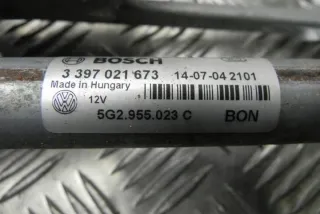 BOSCH
3 397 021 673 14-07-04 2101
Made in Hungary
12V
5G2.955.023 C BON